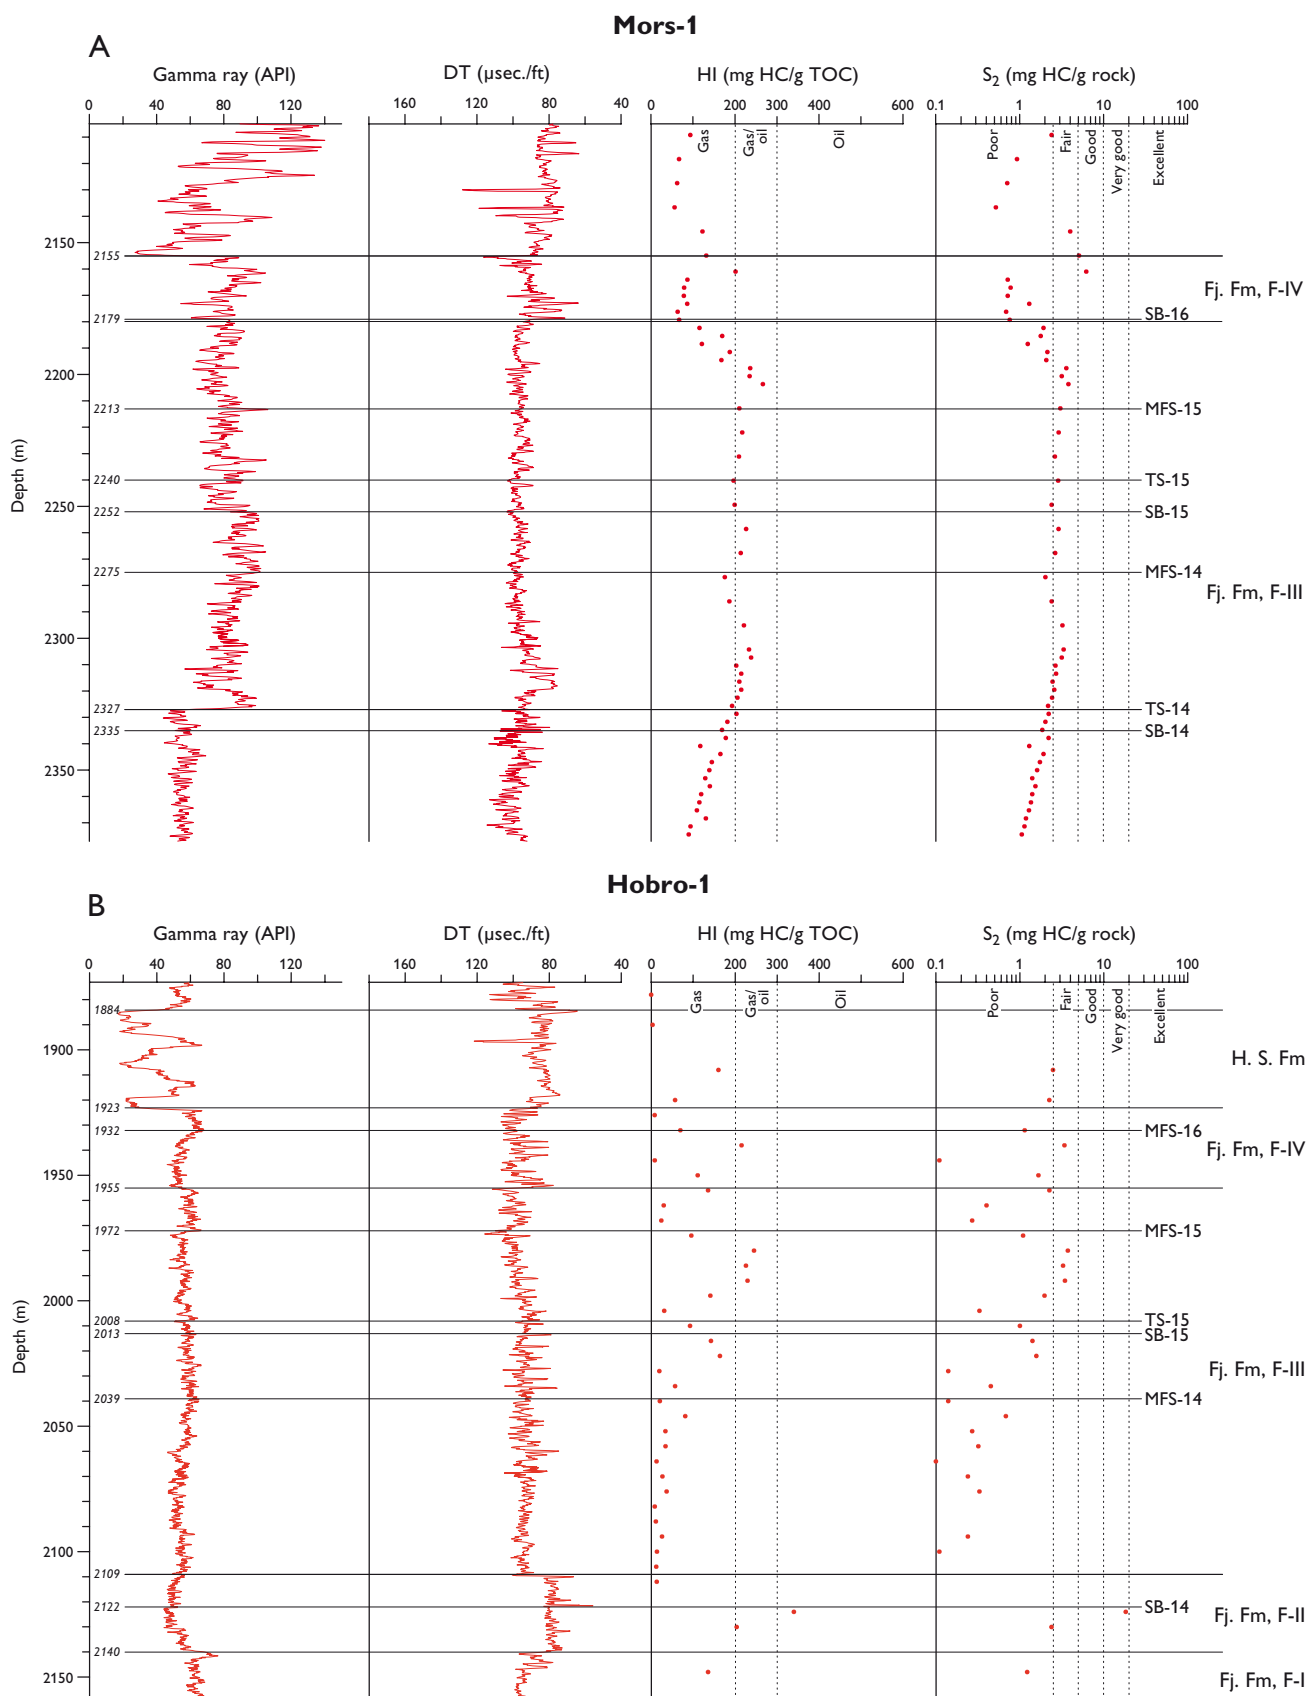 Mors-1
A
Gamma ray (API) DT (µsec./ft) HI (mg HC/g TOC) S2 (mg HC/g rock)
0 40 80 120 160 120 80 40 0 200 300 400 600 0.1 1 10 100
Gas Gas/oil Oil Poor Fair Good Very good Excellent
2150
2155
Fj. Fm, F-IV
2179 SB-16
2200
2213 MFS-15
2240 TS-15
Depth (m)
2250
2252 SB-15
2275 MFS-14
Fj. Fm, F-III
2300
2327 TS-14
2335 SB-14
2350
Hobro-1
B
Gamma ray (API) DT (µsec./ft) HI (mg HC/g TOC) S2 (mg HC/g rock)
0 40 80 120 160 120 80 40 0 200 300 400 600 0.1 1 10 100
Gas Gas/oil Oil Poor Fair Good Very good Excellent
1884
1900
H. S. Fm
1923
1932 MFS-16
Fj. Fm, F-IV
1950
1955
1972 MFS-15
2000
2008 TS-15
2013 SB-15
Depth (m)
Fj. Fm, F-III
2039 MFS-14
2050
2100
2109
2122 SB-14
Fj. Fm, F-II
2140
2150
Fj. Fm, F-I